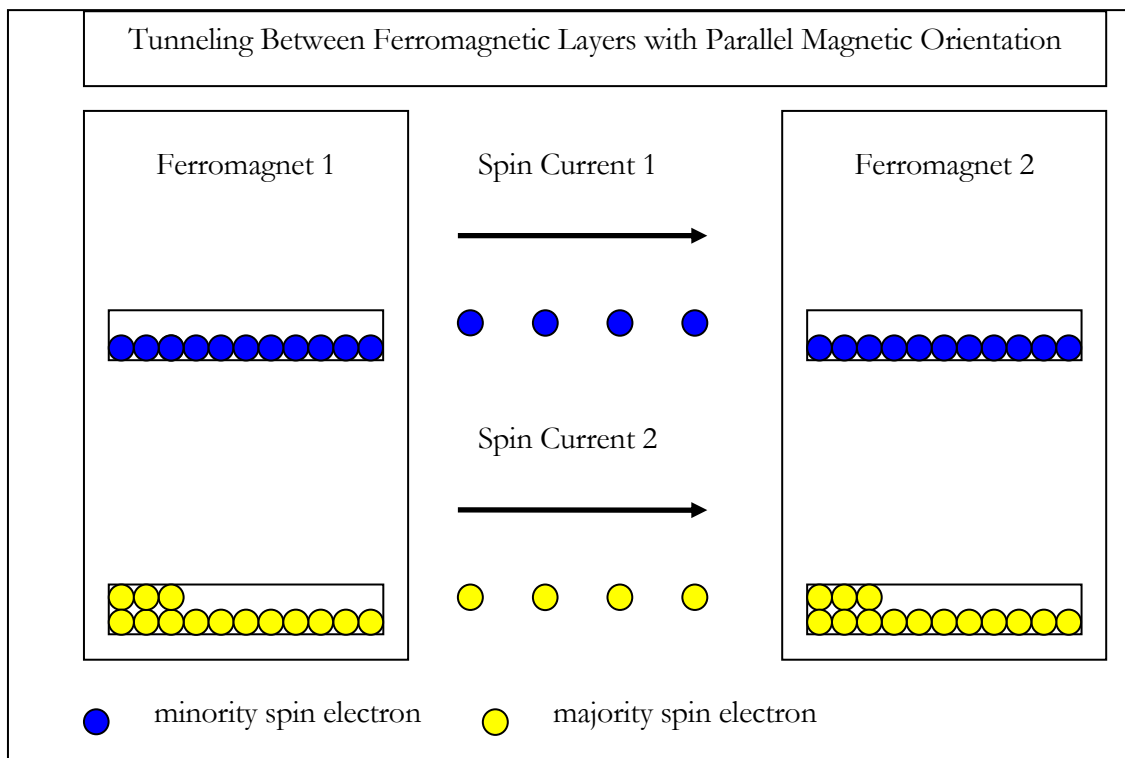 Tunneling Between Ferromagnetic Layers with Parallel Magnetic Orientation
Ferromagnet 1
Spin Current 1
Ferromagnet 2
Spin Current 2
minority spin electron
majority spin electron